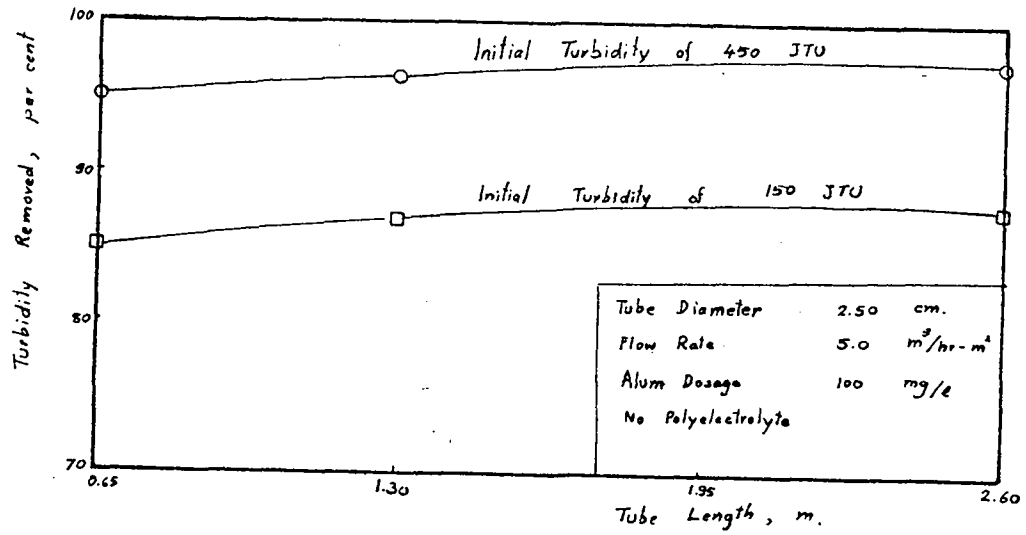 100
Initial Turbidity of 450 JTU
90
Initial Turbidity of 150 JTU
80
70
Turbidity Removed, per cent
Tube Diameter 2.50 cm.
Flow Rate 5.0 m³/hr-m²
Alum Dosage 100 mg/l
No Polyelectrolyte
0.65 1.30 1.95 2.60
Tube Length, m.